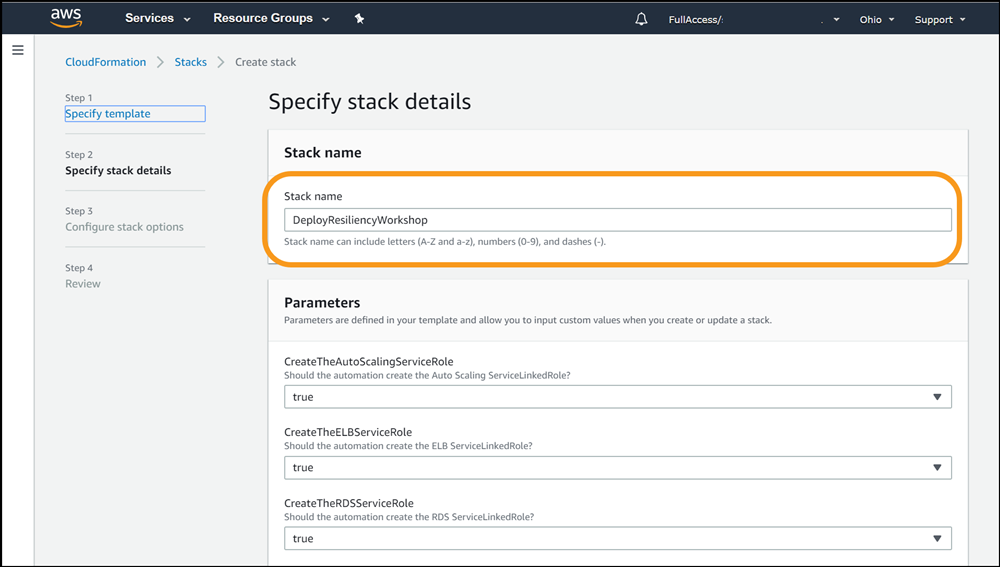 aws
Services
Resource Groups
FullAccess/
Ohio
Support
CloudFormation
Stacks
Create stack
Step 1
Specify template
Step 2
Specify stack details
Step 3
Configure stack options
Step 4
Review
Specify stack details
Stack name
Stack name
DeployResiliencyWorkshop
Stack name can include letters (A-Z and a-z), numbers (0-9), and dashes (-).
Parameters
Parameters are defined in your template and allow you to input custom values when you create or update a stack.
CreateTheAutoScalingServiceRole
Should the automation create the Auto Scaling ServiceLinkedRole?
true
CreateTheELBServiceRole
Should the automation create the ELB ServiceLinkedRole?
true
CreateTheRDSServiceRole
Should the automation create the RDS ServiceLinkedRole?
true